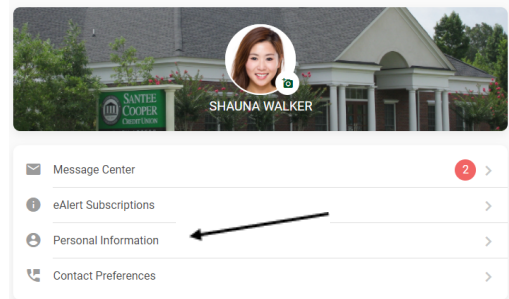 SANTEE
COOPER
CREDIT UNION
SHAUNA WALKER
Message Center
2
eAlert Subscriptions
Personal Information
Contact Preferences